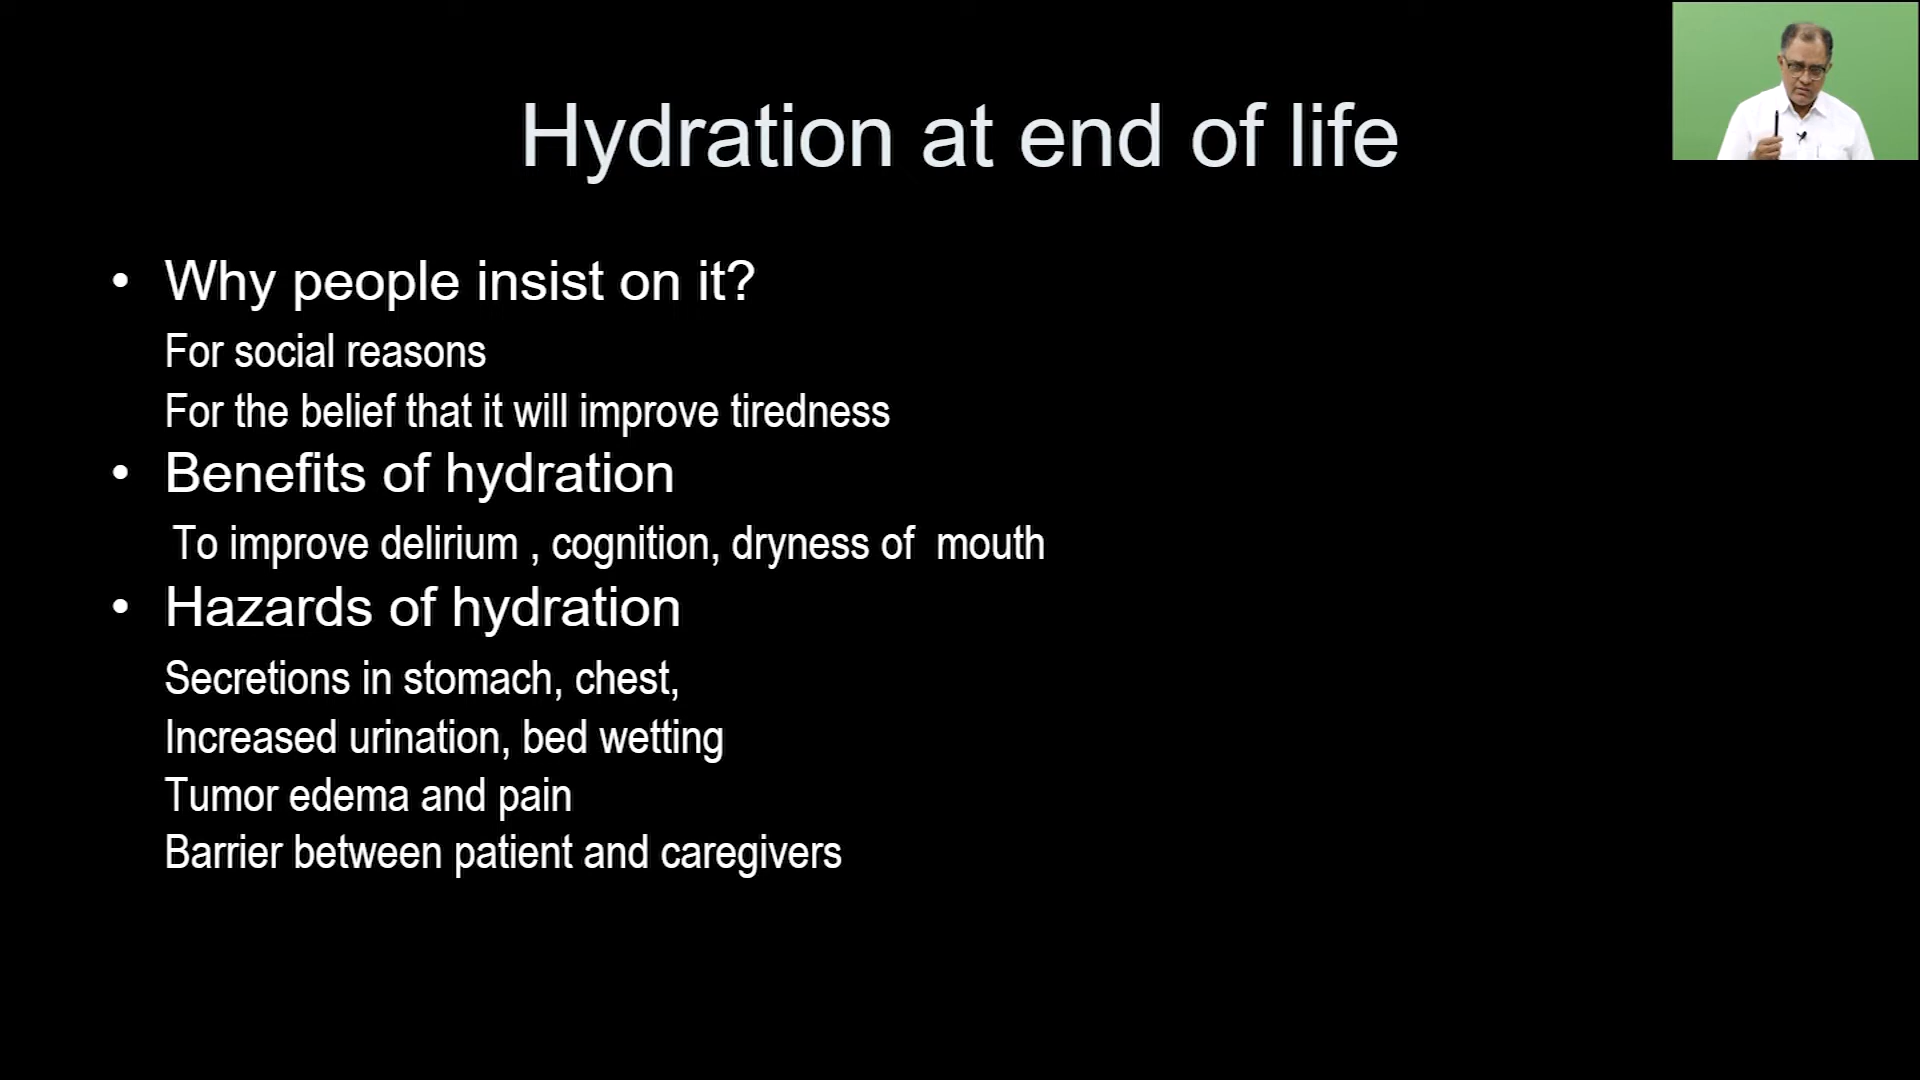 Hydration at end of life
• Why people insist on it?
For social reasons
For the belief that it will improve tiredness
• Benefits of hydration
To improve delirium , cognition, dryness of  mouth
• Hazards of hydration
Secretions in stomach, chest,
Increased urination, bed wetting
Tumor edema and pain
Barrier between patient and caregivers